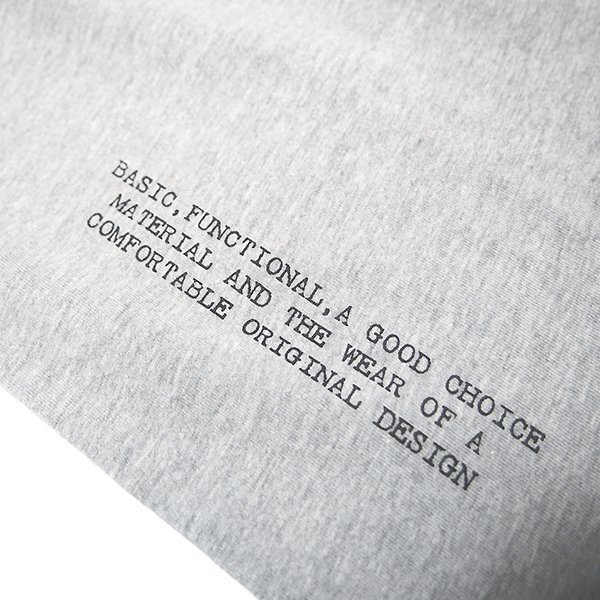 BASIC,FUNCTIONAL,A GOOD CHOICE
MATERIAL AND THE WEAR OF A
COMFORTABLE ORIGINAL DESIGN